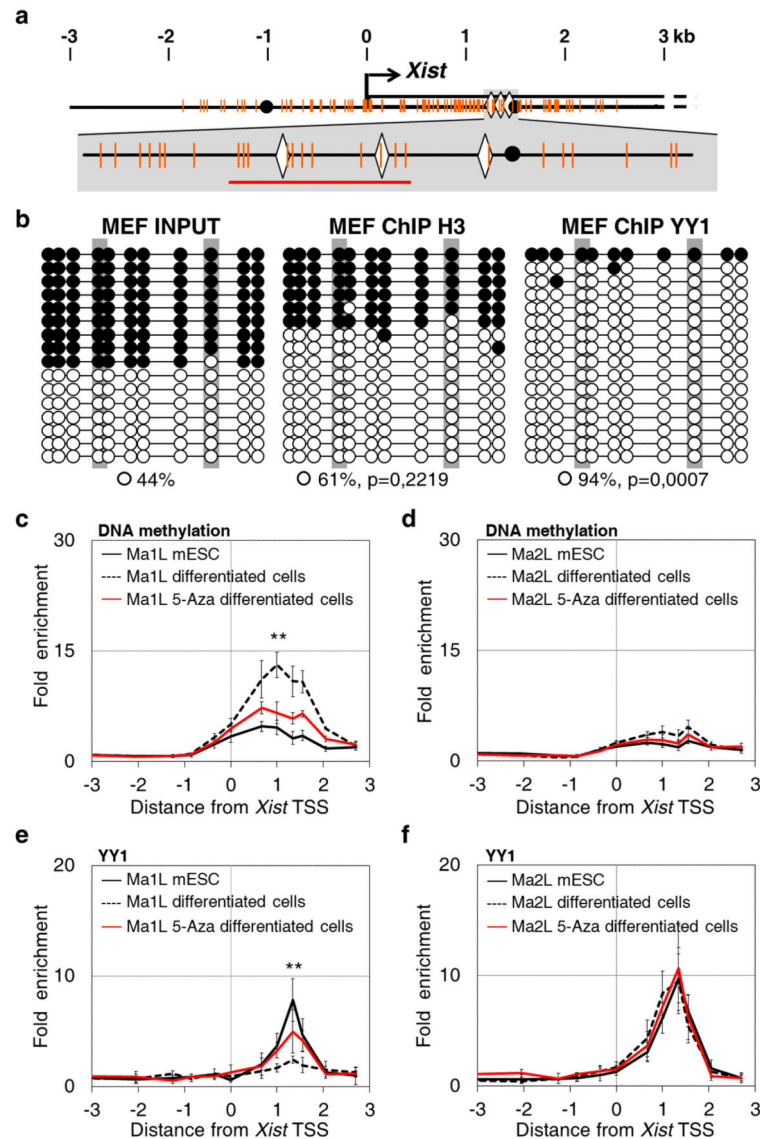 a
-3 -2 -1 0 1 2 3 kb
Xist
b
MEF INPUT MEF ChIP H3 MEF ChIP YY1
44% 61%, p=0,2219 94%, p=0,0007
c d
DNA methylation DNA methylation
30 30
Ma1L mESC Ma2L mESC
Ma1L differentiated cells Ma2L differentiated cells
Ma1L 5-Aza differentiated cells Ma2L 5-Aza differentiated cells
**
15 15
Fold enrichment Fold enrichment
0 0
-3 -2 -1 0 1 2 3 -3 -2 -1 0 1 2 3
Distance from Xist TSS Distance from Xist TSS
e f
YY1 YY1
20 20
Ma1L mESC Ma2L mESC
Ma1L differentiated cells Ma2L differentiated cells
Ma1L 5-Aza differentiated cells Ma2L 5-Aza differentiated cells
**
10 10
Fold enrichment Fold enrichment
0 0
-3 -2 -1 0 1 2 3 -3 -2 -1 0 1 2 3
Distance from Xist TSS Distance from Xist TSS